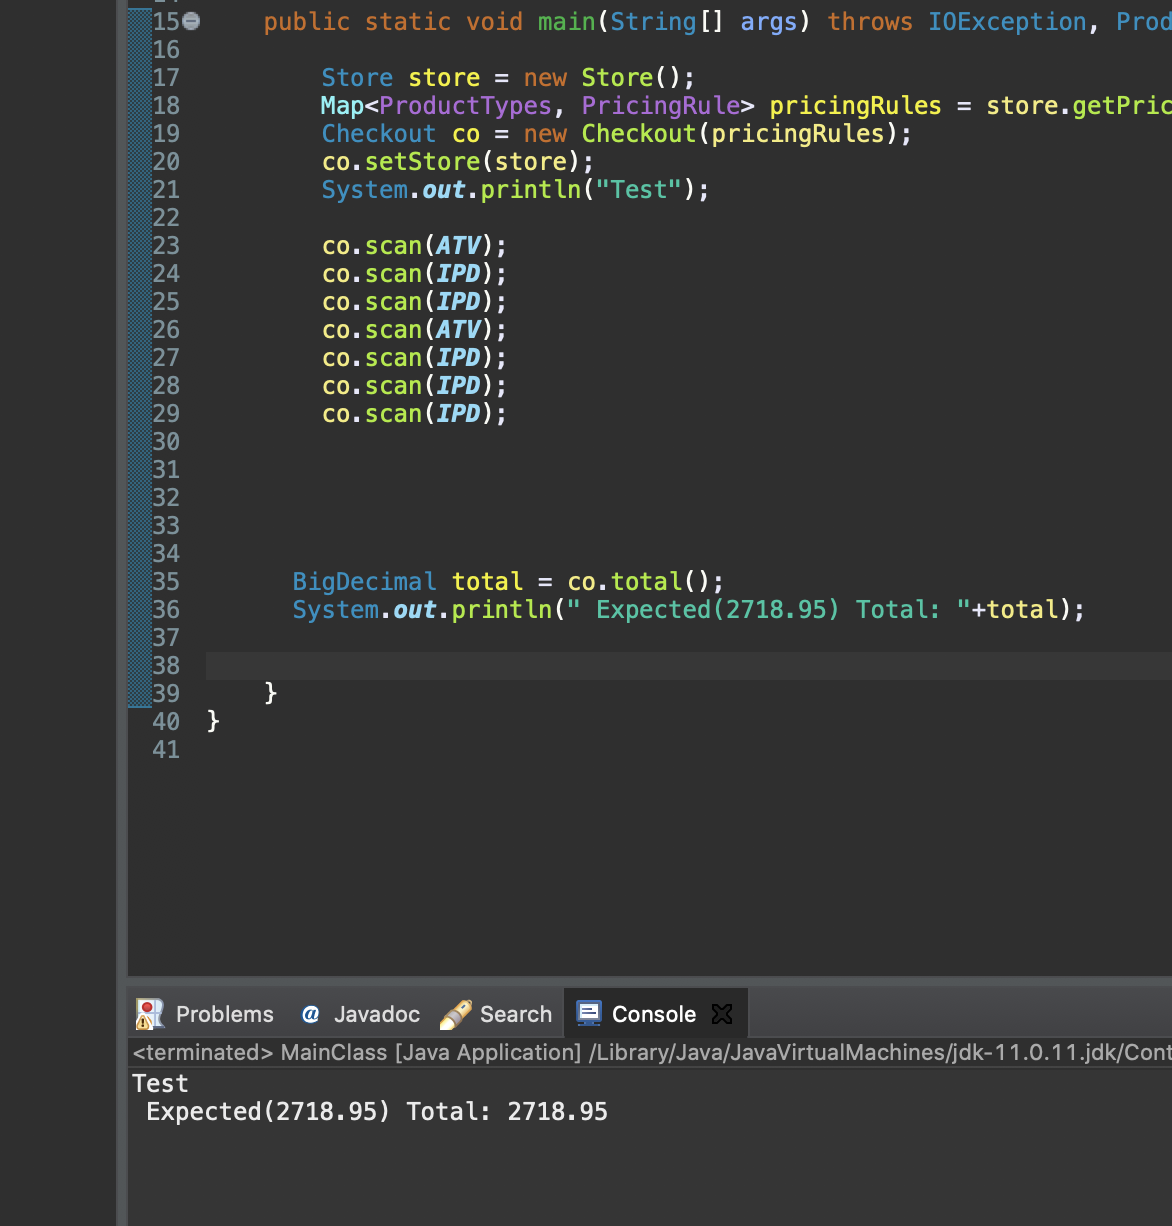 15 public static void main(String[] args) throws IOException, Prod
16
17 Store store = new Store();
18 Map<ProductTypes, PricingRule> pricingRules = store.getPric
19 Checkout co = new Checkout(pricingRules);
20 co.setStore(store);
21 System.out.println("Test");
22
23 co.scan(ATV);
24 co.scan(IPD);
25 co.scan(IPD);
26 co.scan(ATV);
27 co.scan(IPD);
28 co.scan(IPD);
29 co.scan(IPD);
30
31
32
33
34
35 BigDecimal total = co.total();
36 System.out.println(" Expected(2718.95) Total: "+total);
37
38
39 }
40 }
41
Problems @ Javadoc Search Console
<terminated> MainClass [Java Application] /Library/Java/JavaVirtualMachines/jdk-11.0.11.jdk/Cont
Test
Expected(2718.95) Total: 2718.95